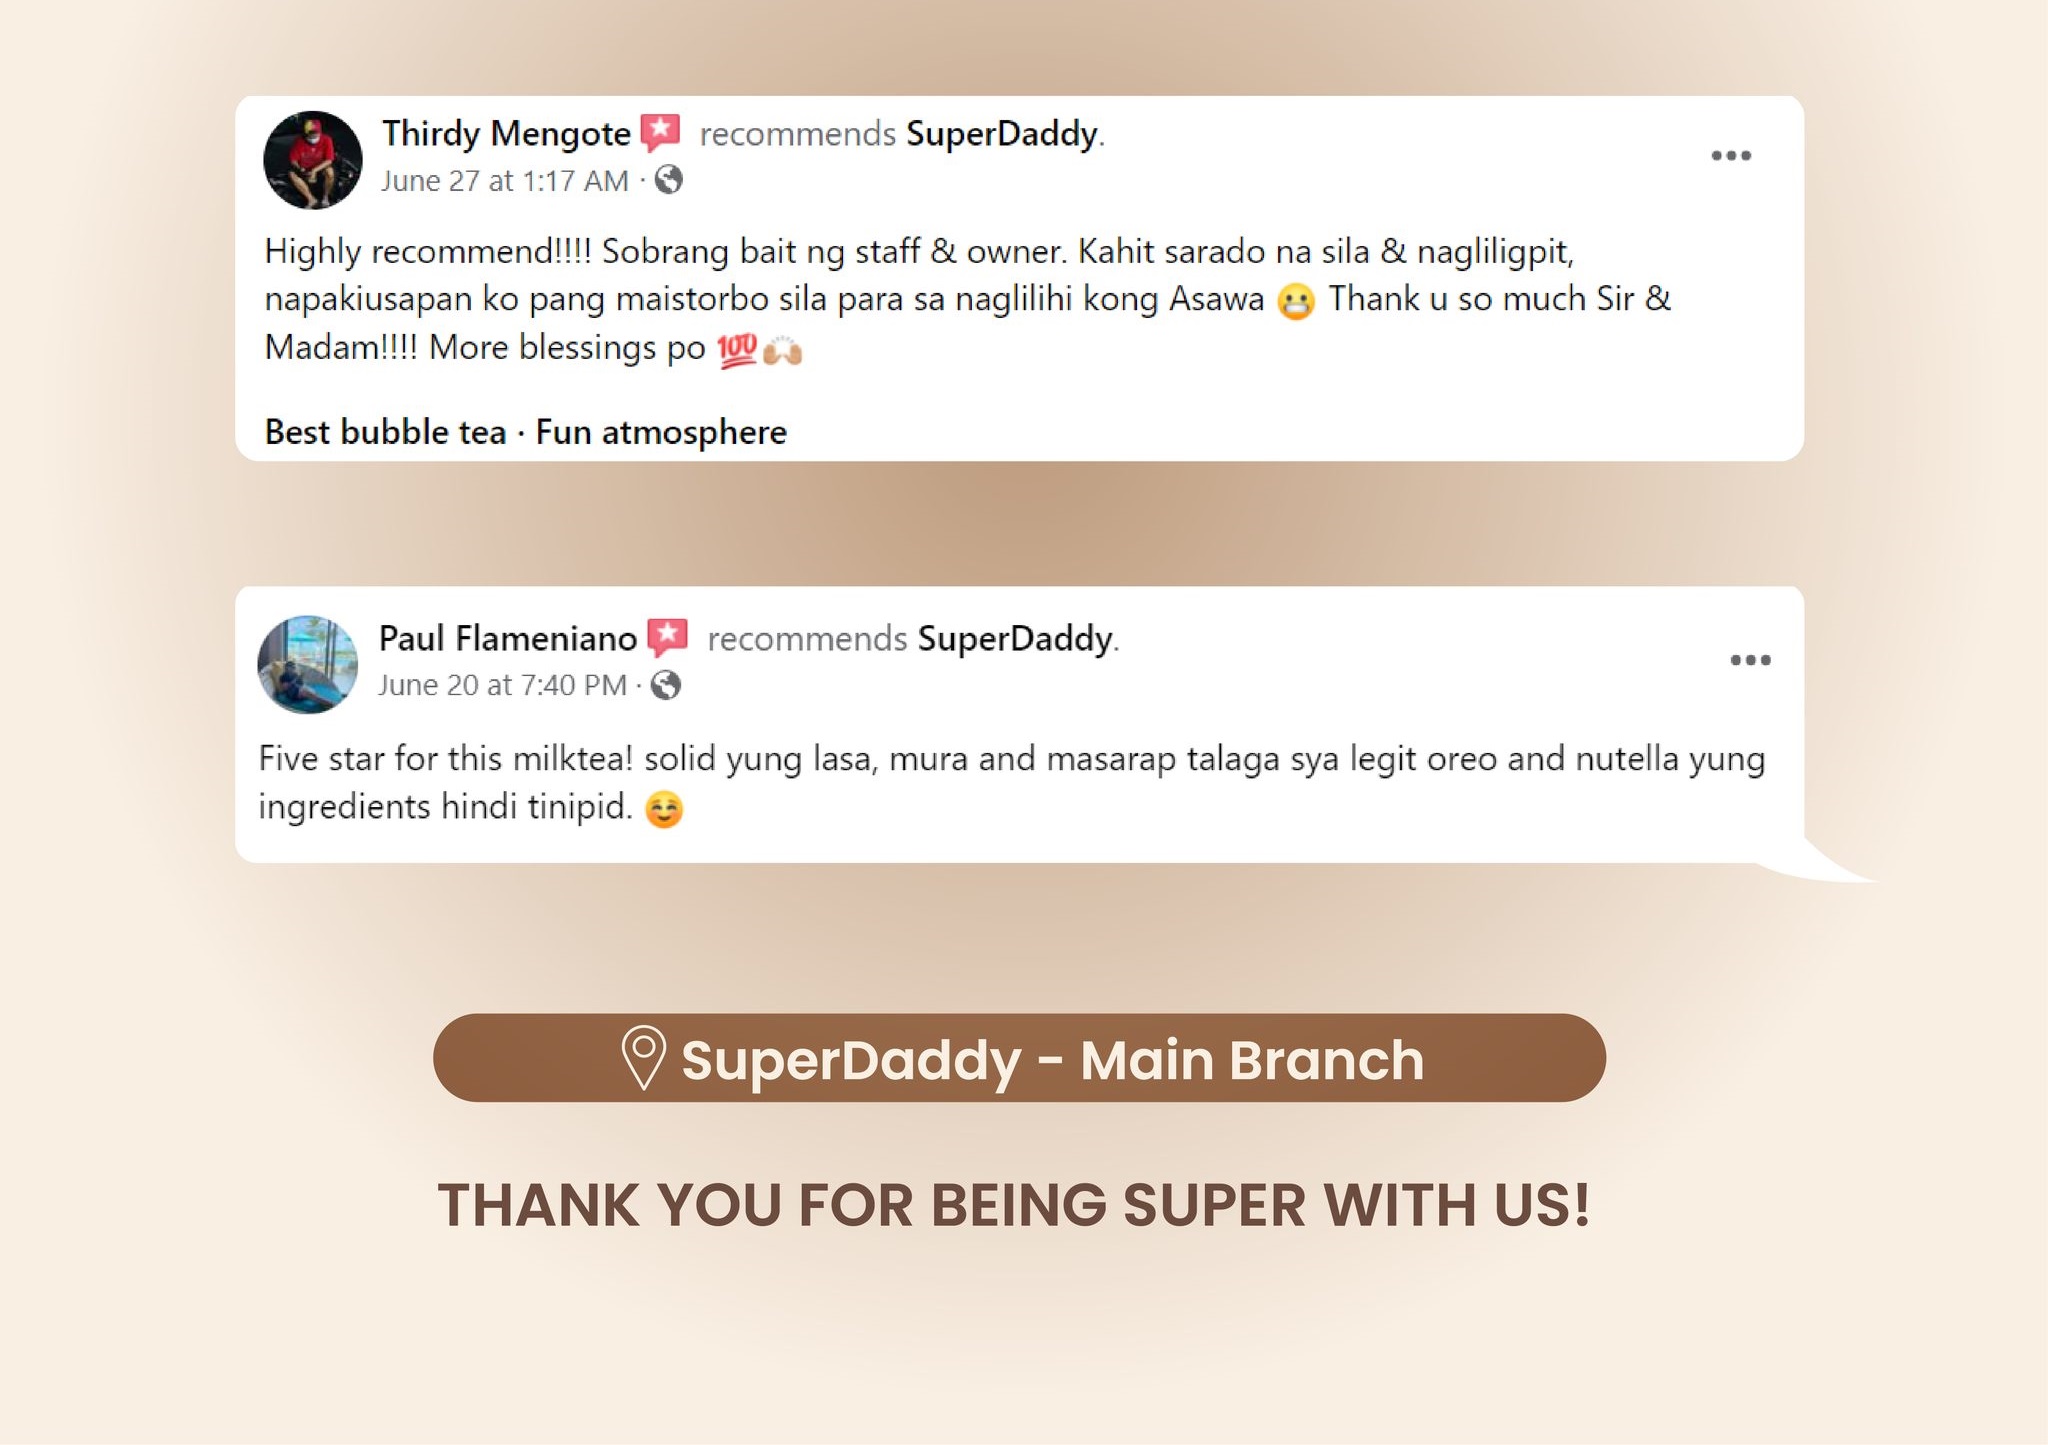 Thirdy Mengote recommends SuperDaddy.
June 27 at 1:17 AM ·
Highly recommend!!!! Sobrang bait ng staff & owner. Kahit sarado na sila & nagliligpit,
napakiusapan ko pang maistorbo sila para sa naglilihi kong Asawa 😬 Thank u so much Sir &
Madam!!!! More blessings po 💯🙌🏼
Best bubble tea · Fun atmosphere
Paul Flameniano recommends SuperDaddy.
June 20 at 7:40 PM ·
Five star for this milktea! solid yung lasa, mura and masarap talaga sya legit oreo and nutella yung
ingredients hindi tinipid. ☺️
SuperDaddy - Main Branch
THANK YOU FOR BEING SUPER WITH US!